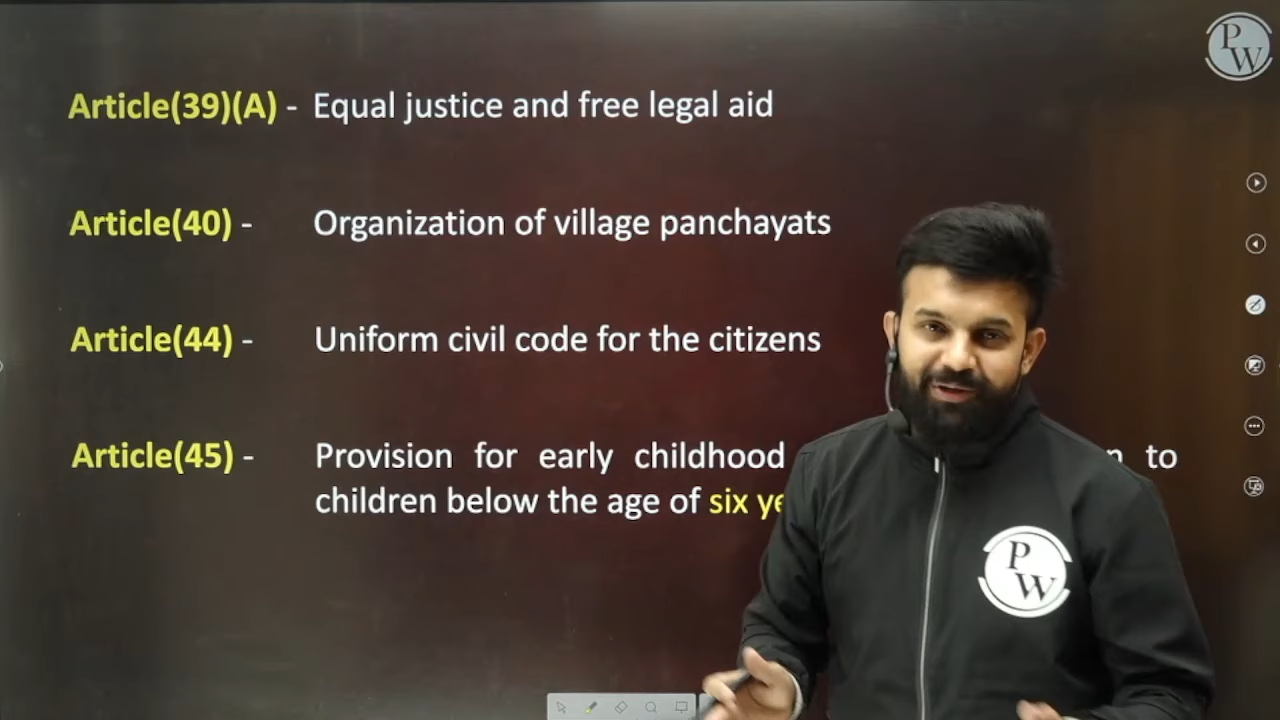 P
W
Article(39)(A) - Equal justice and free legal aid
Article(40) - Organization of village panchayats
Article(44) - Uniform civil code for the citizens
Article(45) - Provision for early childhood to
children below the age of six
P
W